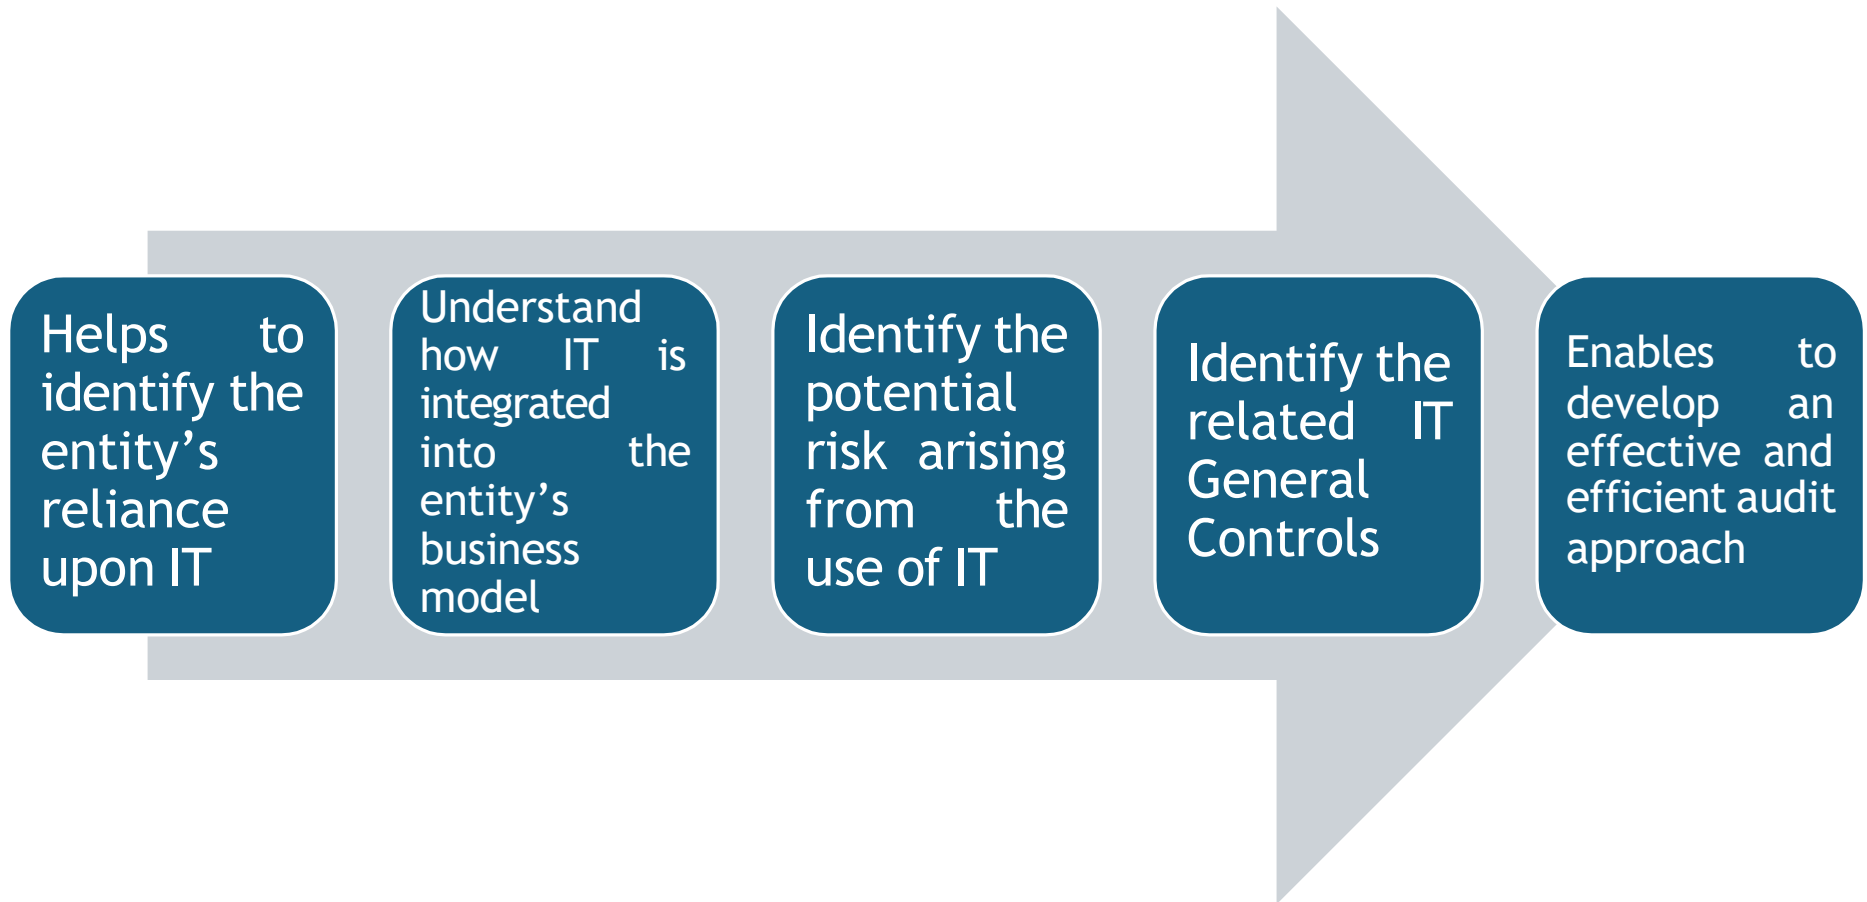 Helps to
identify the
entity’s
reliance
upon IT
Understand
how IT is
integrated
into the
entity’s
business
model
Identify the
potential
risk arising
from the
use of IT
Identify the
related IT
General
Controls
Enables to
develop an
effective and
efficient audit
approach